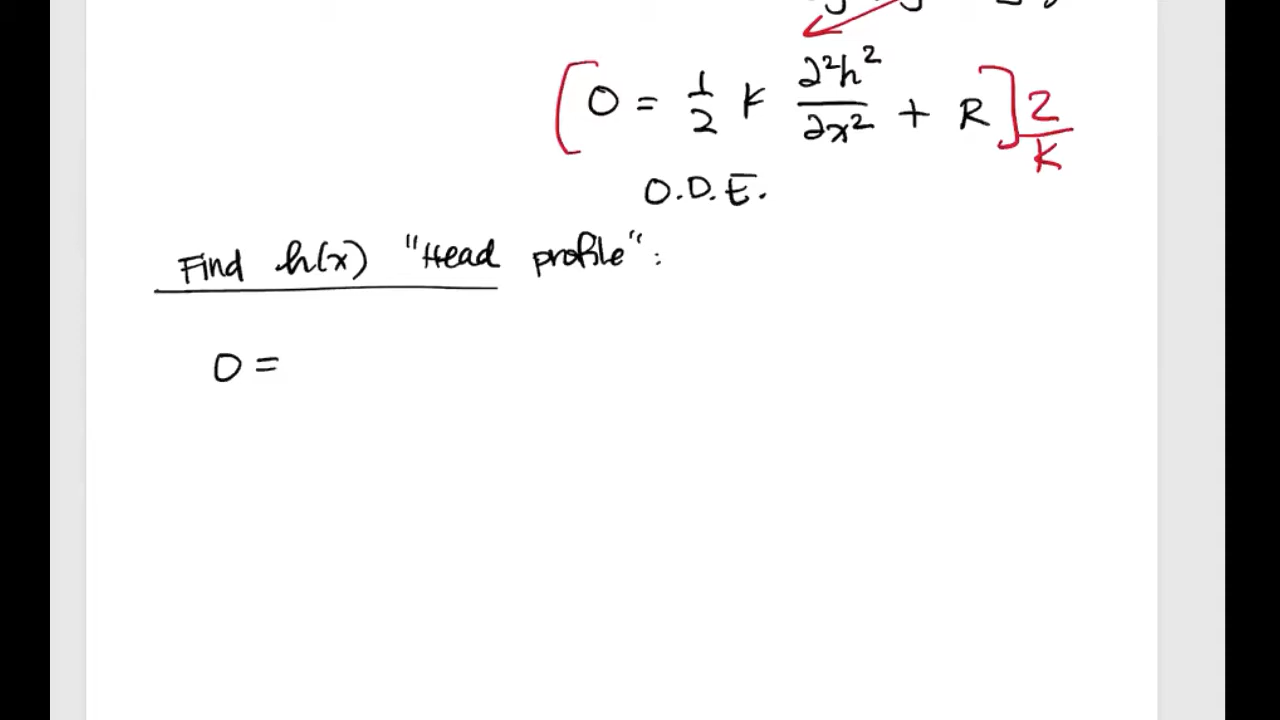 [0 = 1/2 K ∂²h²/∂x² + R] 2/K
O.D.E.
Find h(x) "Head profile":
0 =